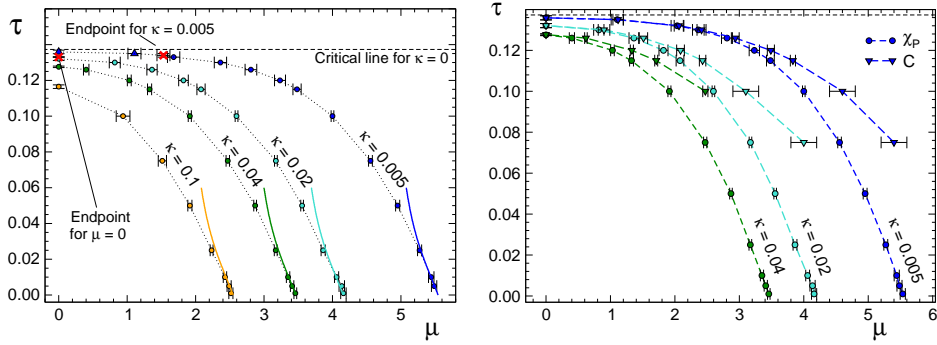 τ
Endpoint for κ = 0.005
Critical line for κ = 0
0.12
0.10
0.08
0.06
0.04
0.02
0.00
κ = 0.1
κ = 0.04
κ = 0.02
κ = 0.005
Endpoint
for μ = 0
0 1 2 3 4 5
μ
τ
0.12
0.10
0.08
0.06
0.04
0.02
0.00
χP
C
κ = 0.04
κ = 0.02
κ = 0.005
0 1 2 3 4 5 6
μ